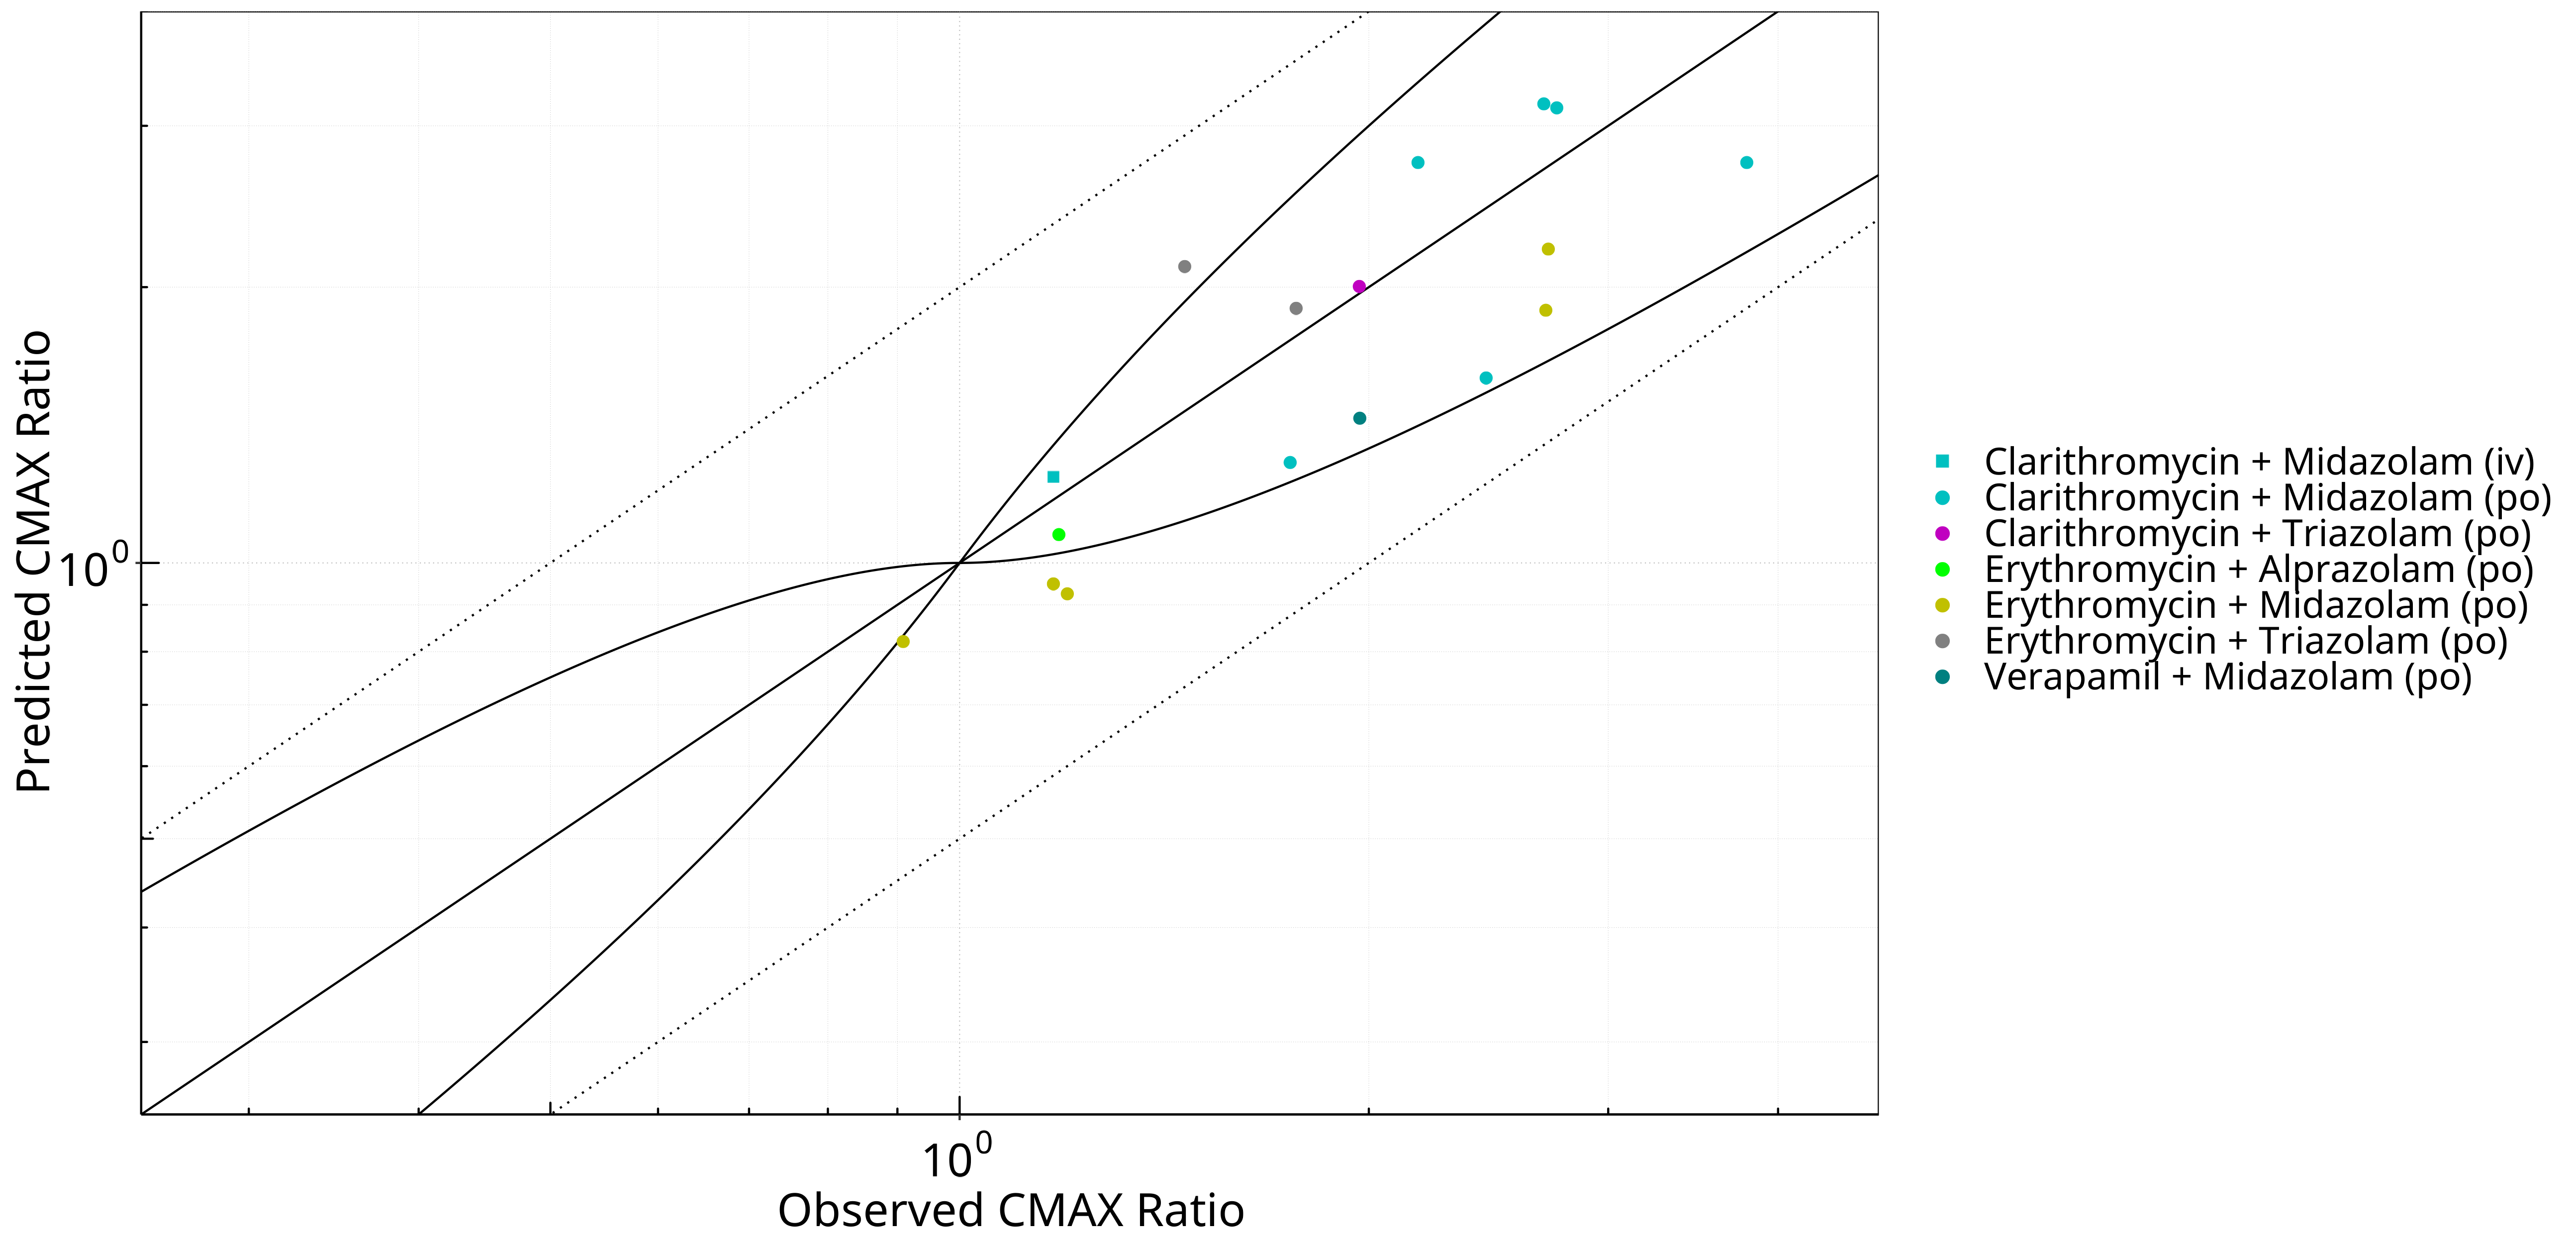 Predicted CMAX Ratio
10⁰
10⁰
Observed CMAX Ratio
Clarithromycin + Midazolam (iv)
Clarithromycin + Midazolam (po)
Clarithromycin + Triazolam (po)
Erythromycin + Alprazolam (po)
Erythromycin + Midazolam (po)
Erythromycin + Triazolam (po)
Verapamil + Midazolam (po)